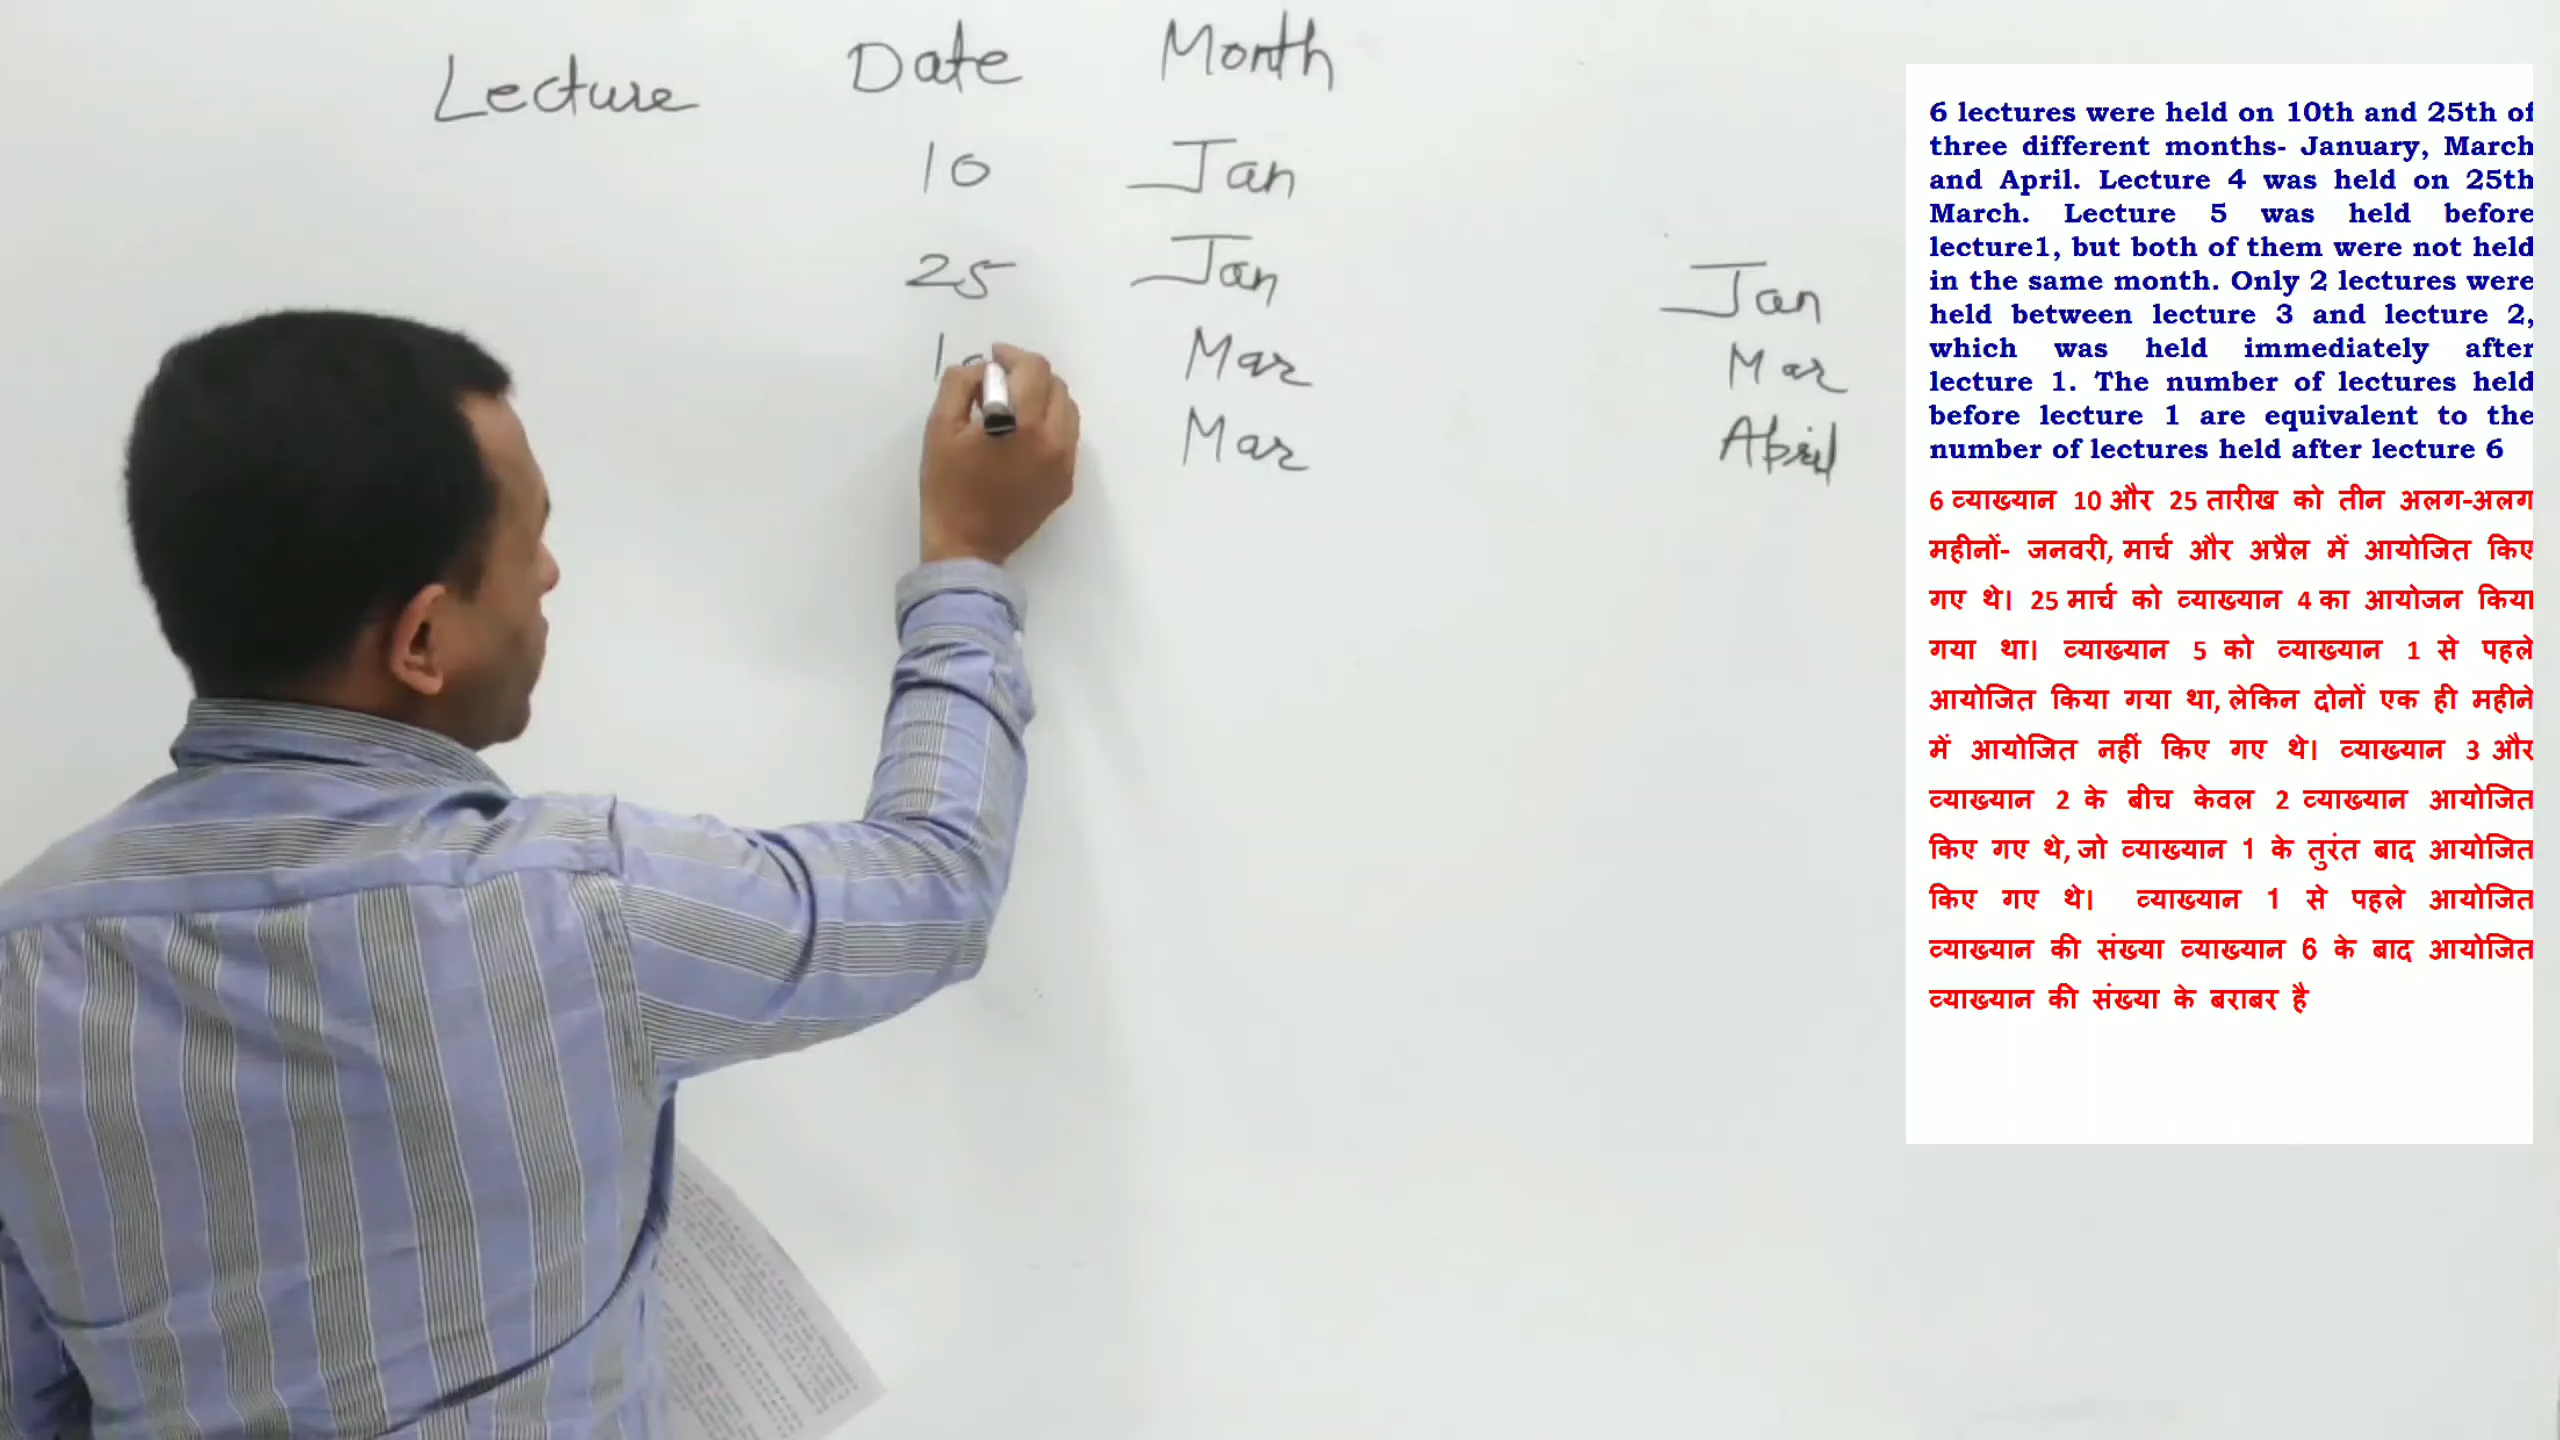 Lecture Date Month
10 Jan
25 Jan
10 Mar
Mar
Jan
Mar
April
6 lectures were held on 10th and 25th of
three different months- January, March
and April. Lecture 4 was held on 25th
March. Lecture 5 was held before
lecture1, but both of them were not held
in the same month. Only 2 lectures were
held between lecture 3 and lecture 2,
which was held immediately after
lecture 1. The number of lectures held
before lecture 1 are equivalent to the
number of lectures held after lecture 6
6 व्याख्यान 10 और 25 तारीख को तीन अलग-अलग
महीनों- जनवरी, मार्च और अप्रैल में आयोजित किए
गए थे। 25 मार्च को व्याख्यान 4 का आयोजन किया
गया था। व्याख्यान 5 को व्याख्यान 1 से पहले
आयोजित किया गया था, लेकिन दोनों एक ही महीने
में आयोजित नहीं किए गए थे। व्याख्यान 3 और
व्याख्यान 2 के बीच केवल 2 व्याख्यान आयोजित
किए गए थे, जो व्याख्यान 1 के तुरंत बाद आयोजित
किए गए थे। व्याख्यान 1 से पहले आयोजित
व्याख्यान की संख्या व्याख्यान 6 के बाद आयोजित
व्याख्यान की संख्या के बराबर है